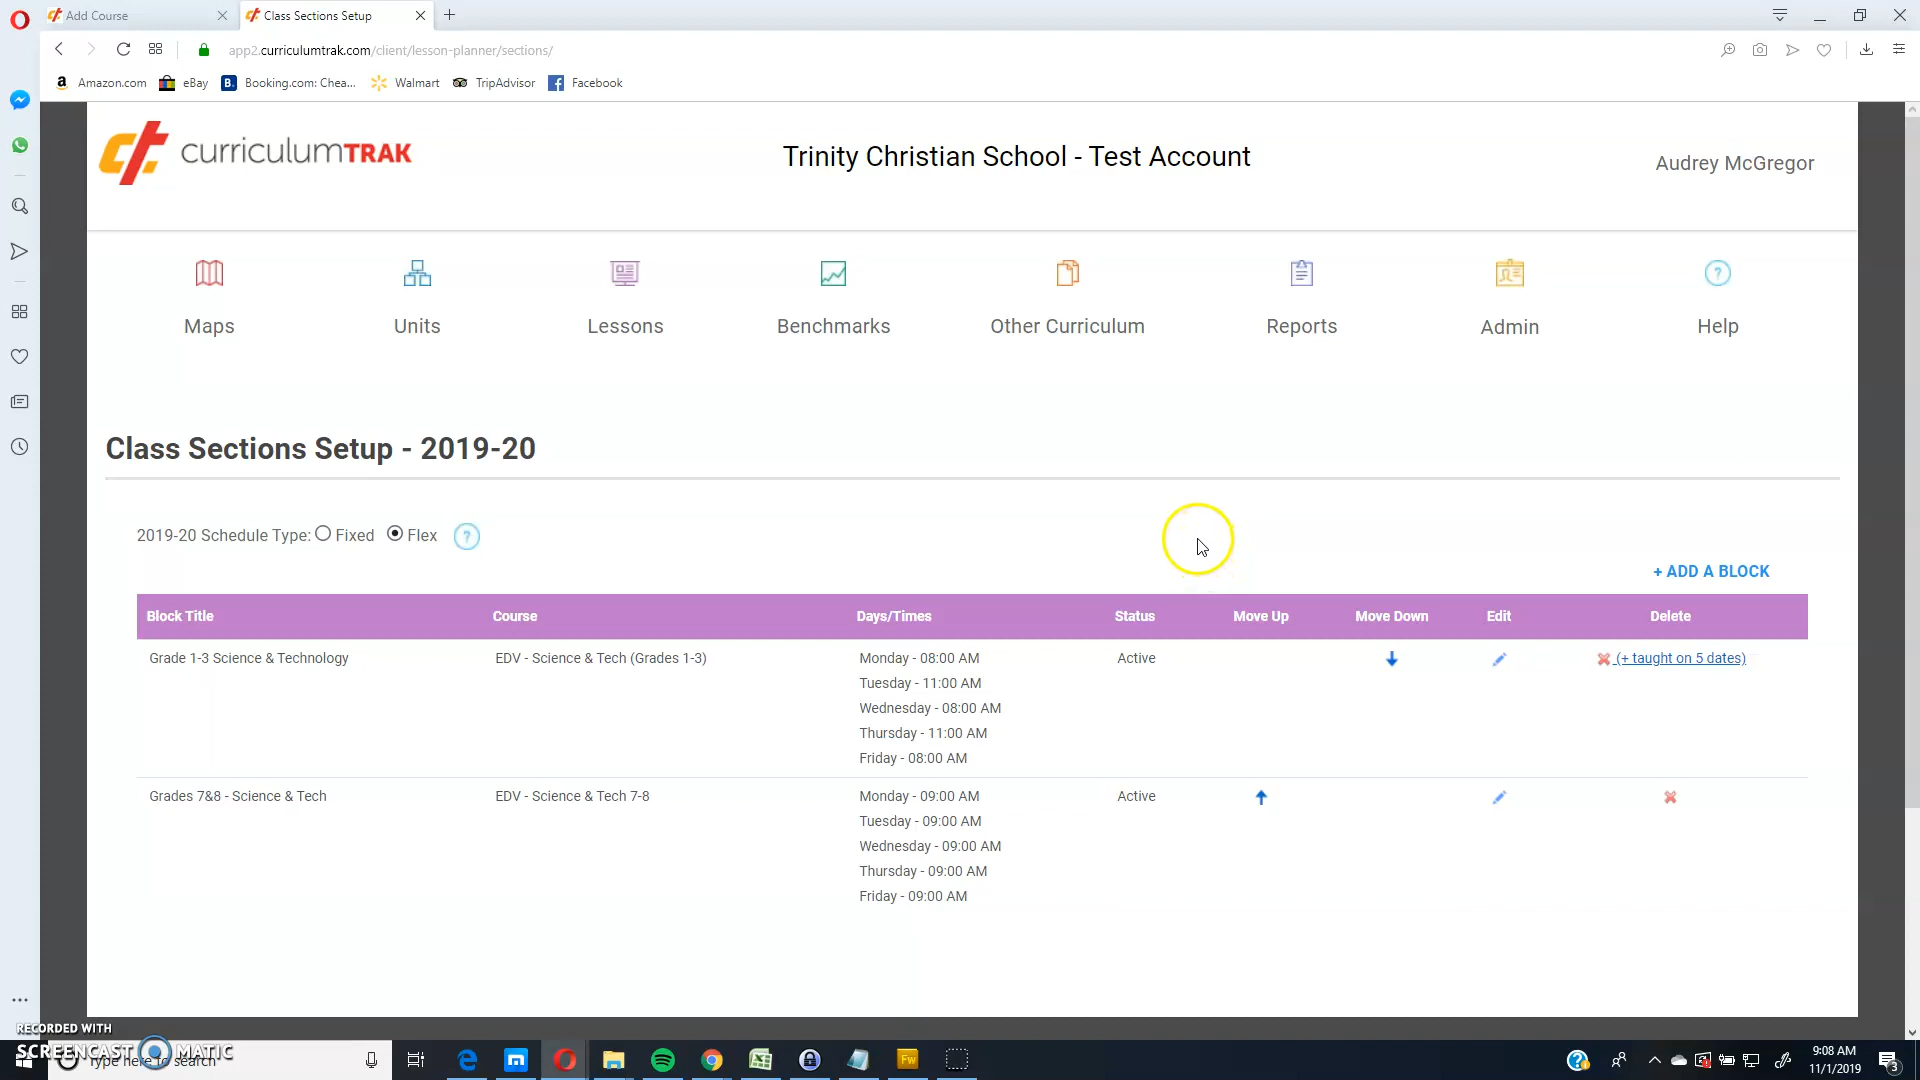 Add Course
Class Sections Setup
app2.curriculumtrak.com/client/lesson-planner/sections/
Amazon.com
eBay
Booking.com: Chea...
Walmart
TripAdvisor
Facebook
curriculumTRAK
Trinity Christian School - Test Account
Audrey McGregor
Maps
Units
Lessons
Benchmarks
Other Curriculum
Reports
Admin
Help
Class Sections Setup - 2019-20
2019-20 Schedule Type: Fixed Flex ?
+ ADD A BLOCK
Block Title Course Days/Times Status Move Up Move Down Edit Delete
Grade 1-3 Science & Technology EDV - Science & Tech (Grades 1-3) Monday - 08:00 AM Active (+ taught on 5 dates)
Tuesday - 11:00 AM
Wednesday - 08:00 AM
Thursday - 11:00 AM
Friday - 08:00 AM
Grades 7&8 - Science & Tech EDV - Science & Tech 7-8 Monday - 09:00 AM Active
Tuesday - 09:00 AM
Wednesday - 09:00 AM
Thursday - 09:00 AM
Friday - 09:00 AM
RECORDED WITH
SCREENCAST MATIC
Type here to search
Fw
9:08 AM
11/1/2019
3